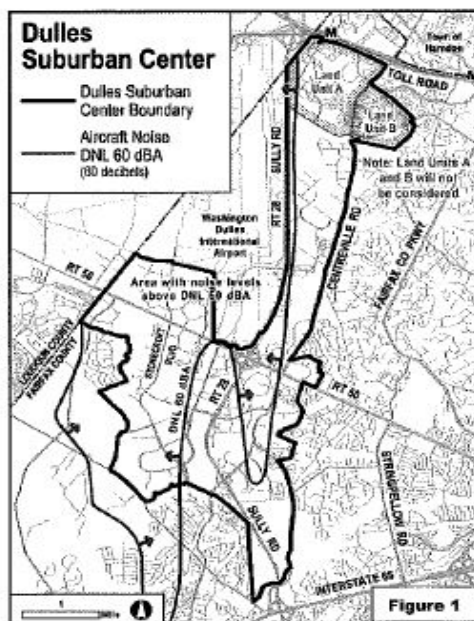 Dulles
Suburban Center
Dulles Suburban
Center Boundary
Aircraft Noise
DNL 60 dBA
(60 decibels)
M
Town of
Herndon
TOLL ROAD
Land
Unit A
Land
Unit B
Note: Land Units A
and B will not
be considered
SULLY RD
RT 28
CENTREVILLE RD
FAIRFAX CO PKWY
Washington
Dulles
International
Airport
RT 50
Area with noise levels
above DNL 60 dBA
LOUDOUN COUNTY
FAIRFAX COUNTY
STONECROFT
BLVD
DNL 60 dBA
RT 28
RT 50
SULLY RD
STRINGFELLOW RD
INTERSTATE 66
1
Figure 1